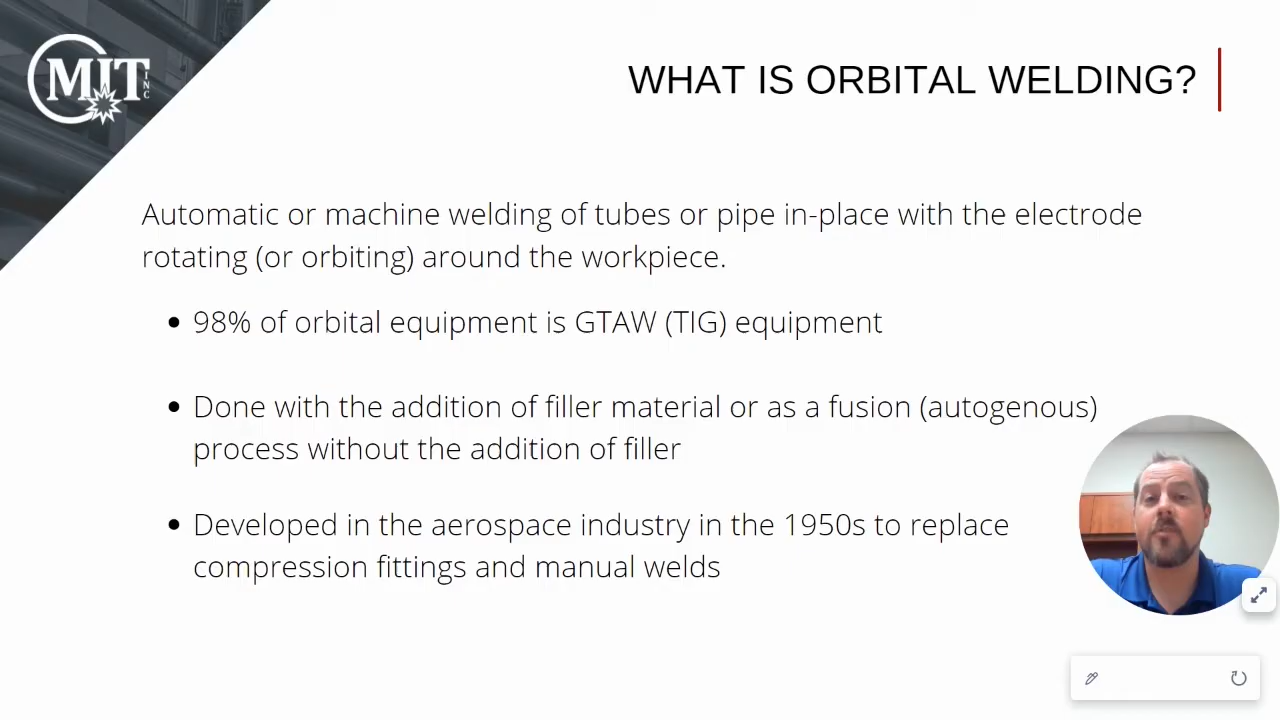 MIT
INC
WHAT IS ORBITAL WELDING?
Automatic or machine welding of tubes or pipe in-place with the electrode
rotating (or orbiting) around the workpiece.
• 98% of orbital equipment is GTAW (TIG) equipment
• Done with the addition of filler material or as a fusion (autogenous)
process without the addition of filler
• Developed in the aerospace industry in the 1950s to replace
compression fittings and manual welds